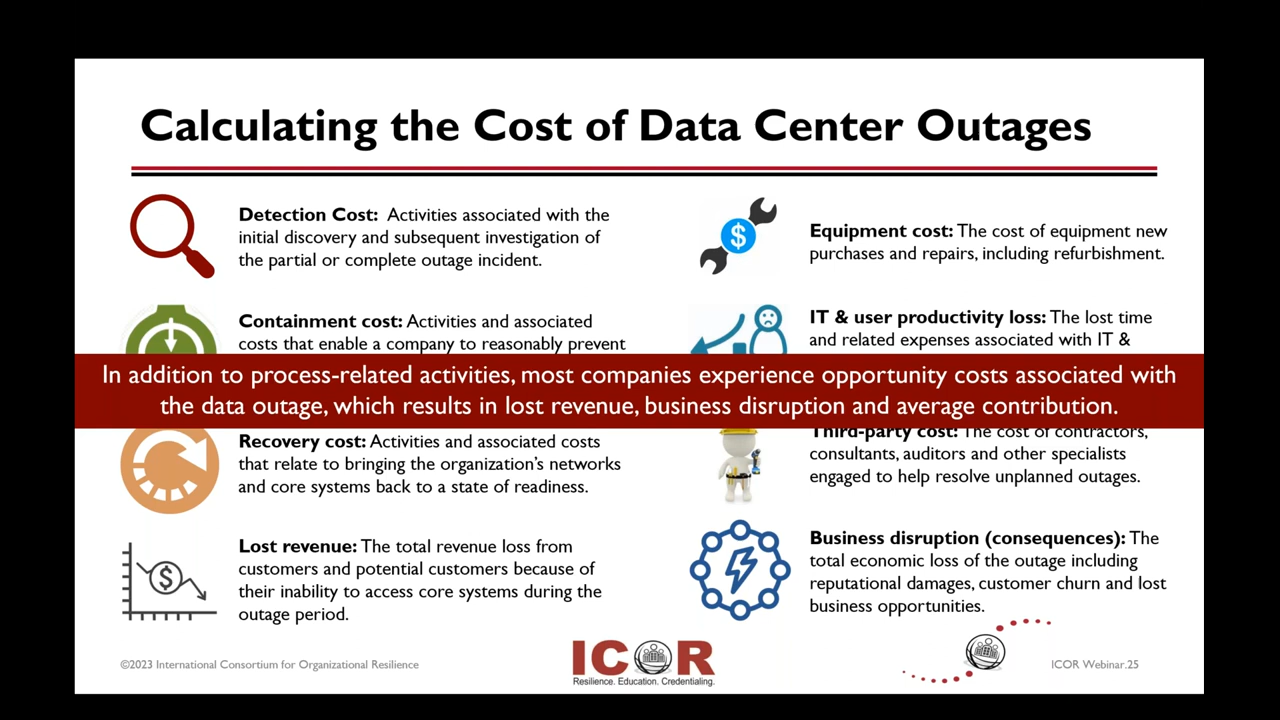 Calculating the Cost of Data Center Outages
Detection Cost: Activities associated with the
initial discovery and subsequent investigation of
the partial or complete outage incident.
Containment cost: Activities and associated
costs that enable a company to reasonably prevent
In addition to process-related activities, most companies experience opportunity costs associated with
the data outage, which results in lost revenue, business disruption and average contribution.
Recovery cost: Activities and associated costs
that relate to bringing the organization's networks
and core systems back to a state of readiness.
Lost revenue: The total revenue loss from
customers and potential customers because of
their inability to access core systems during the
outage period.
Equipment cost: The cost of equipment new
purchases and repairs, including refurbishment.
IT & user productivity loss: The lost time
and related expenses associated with IT &
Third-party cost: The cost of contractors,
consultants, auditors and other specialists
engaged to help resolve unplanned outages.
Business disruption (consequences): The
total economic loss of the outage including
reputational damages, customer churn and lost
business opportunities.
©2023 International Consortium for Organizational Resilience
ICOR
Resilience. Education. Credentialing.
ICOR Webinar.25